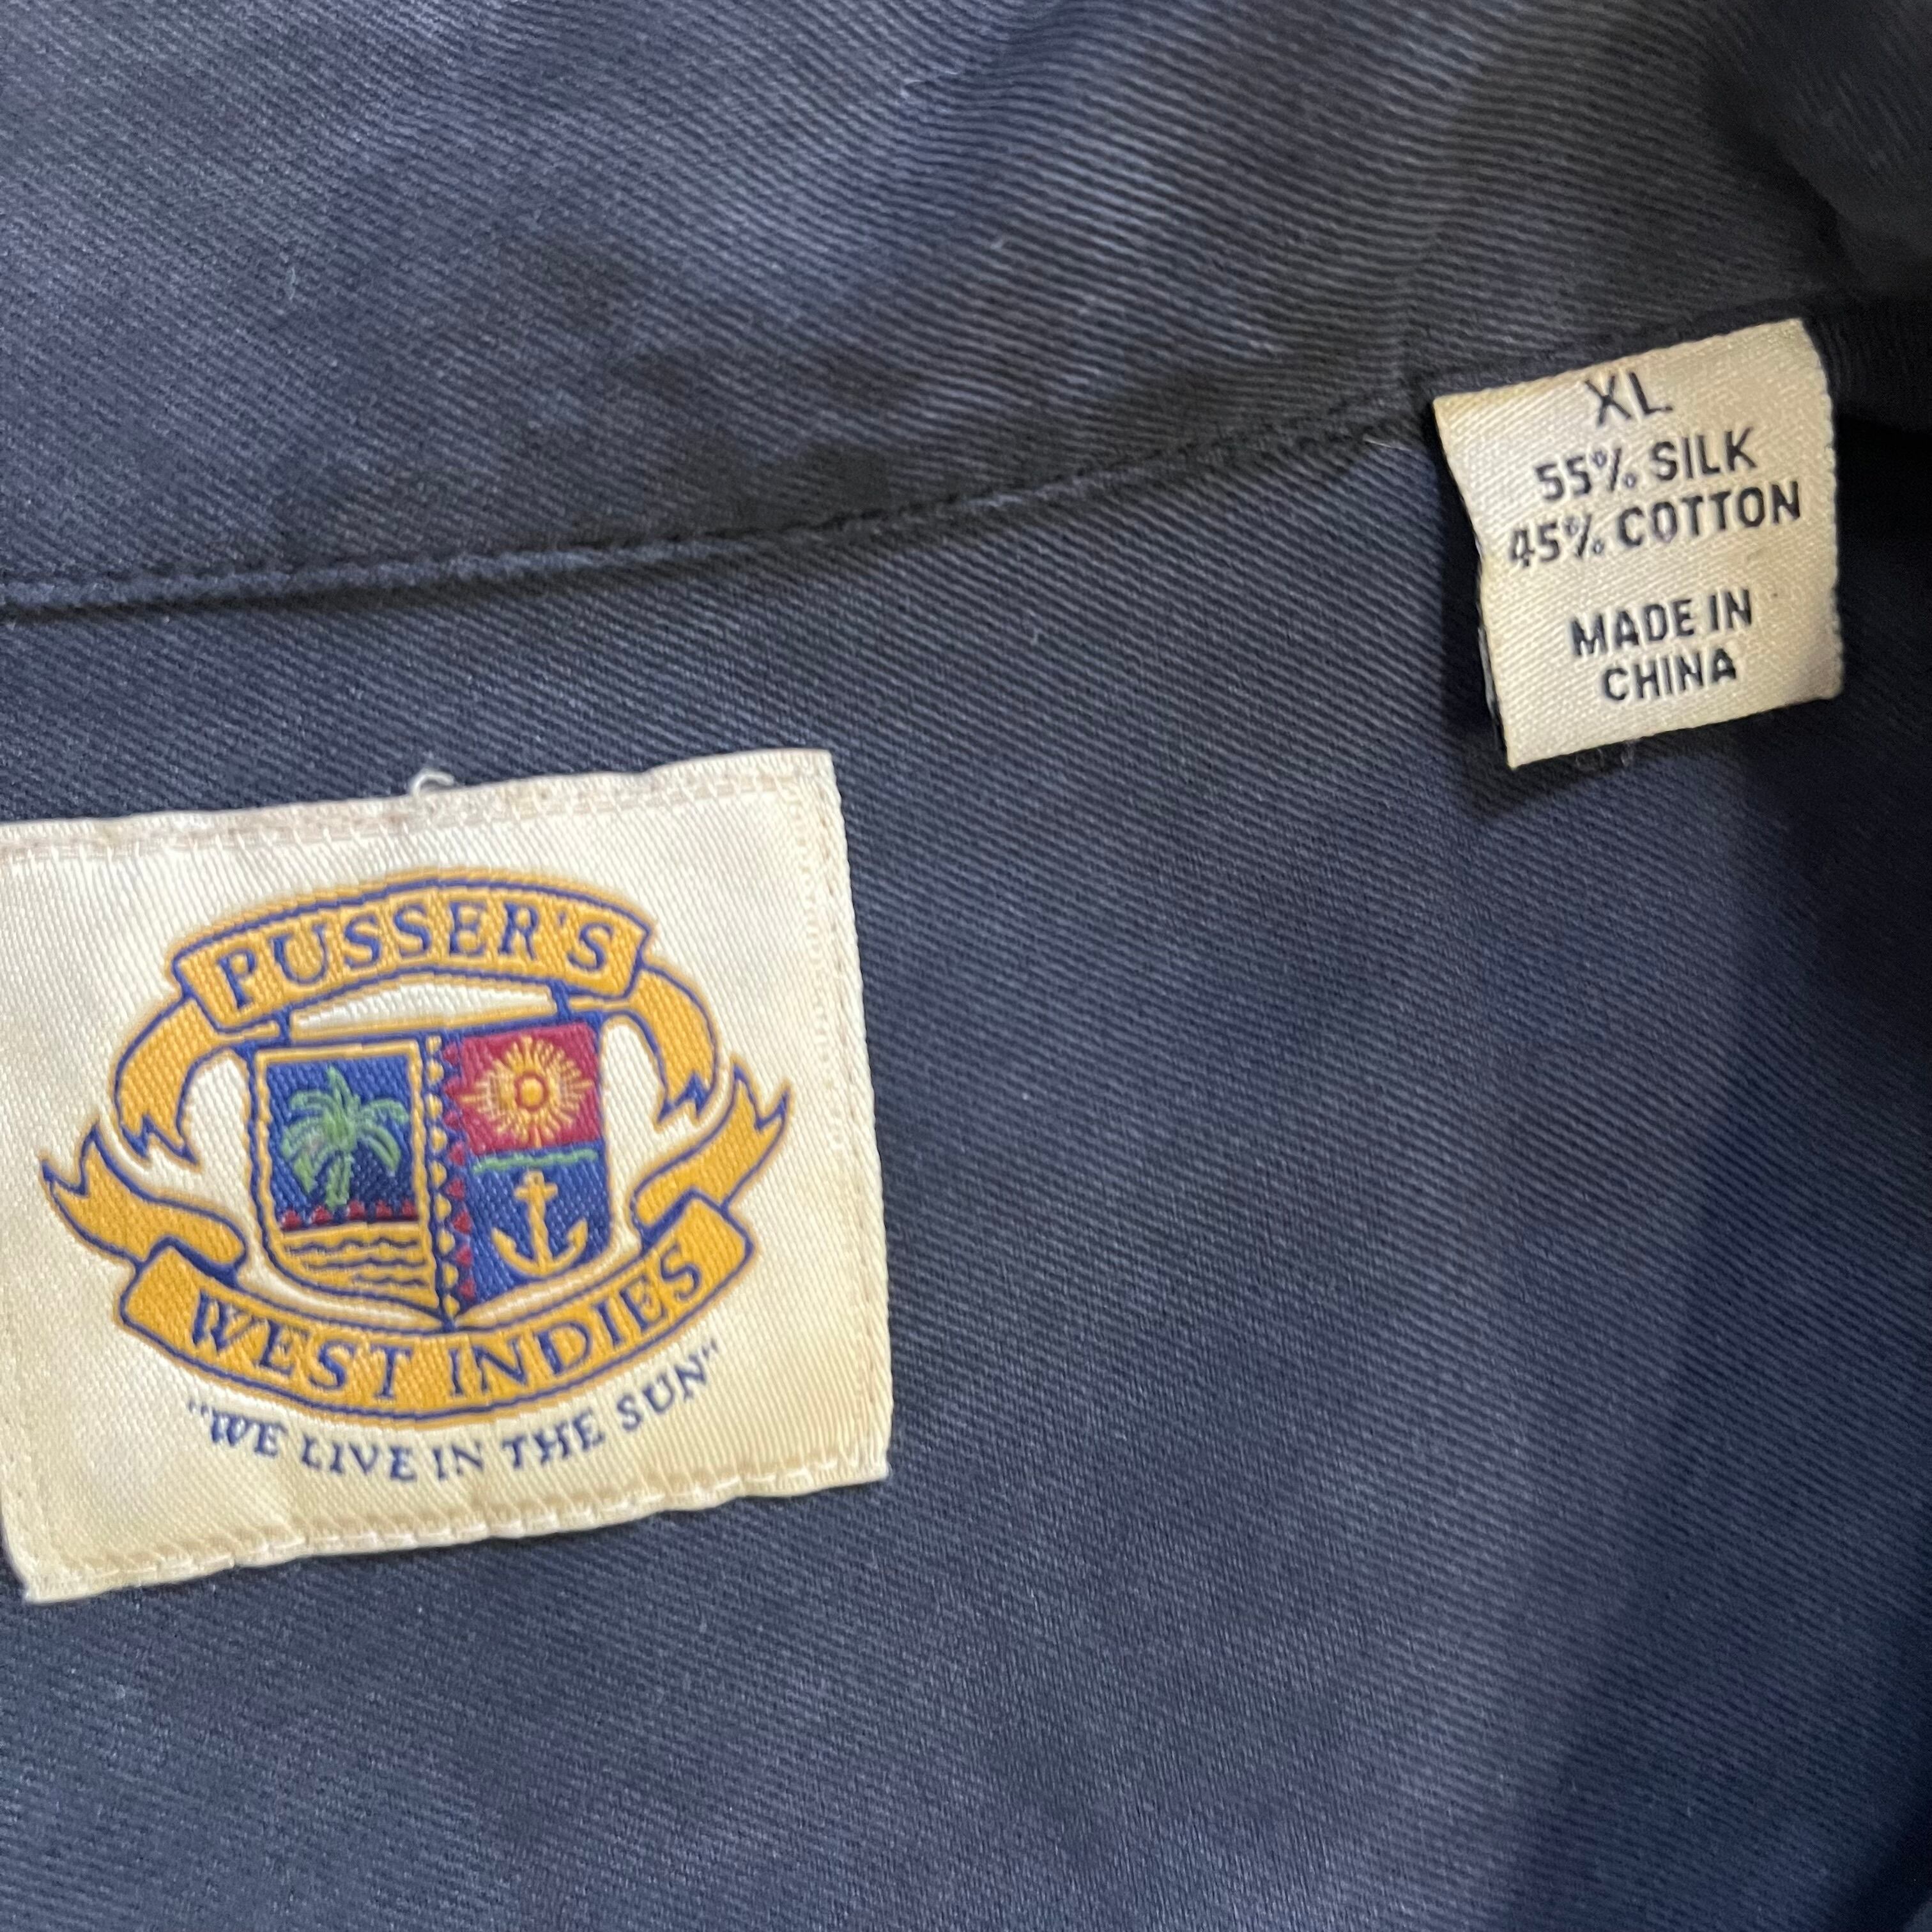 XL
55% SILK
45% COTTON
MADE IN
CHINA
PUSSER'S
WEST INDIES
"WE LIVE IN THE SUN"